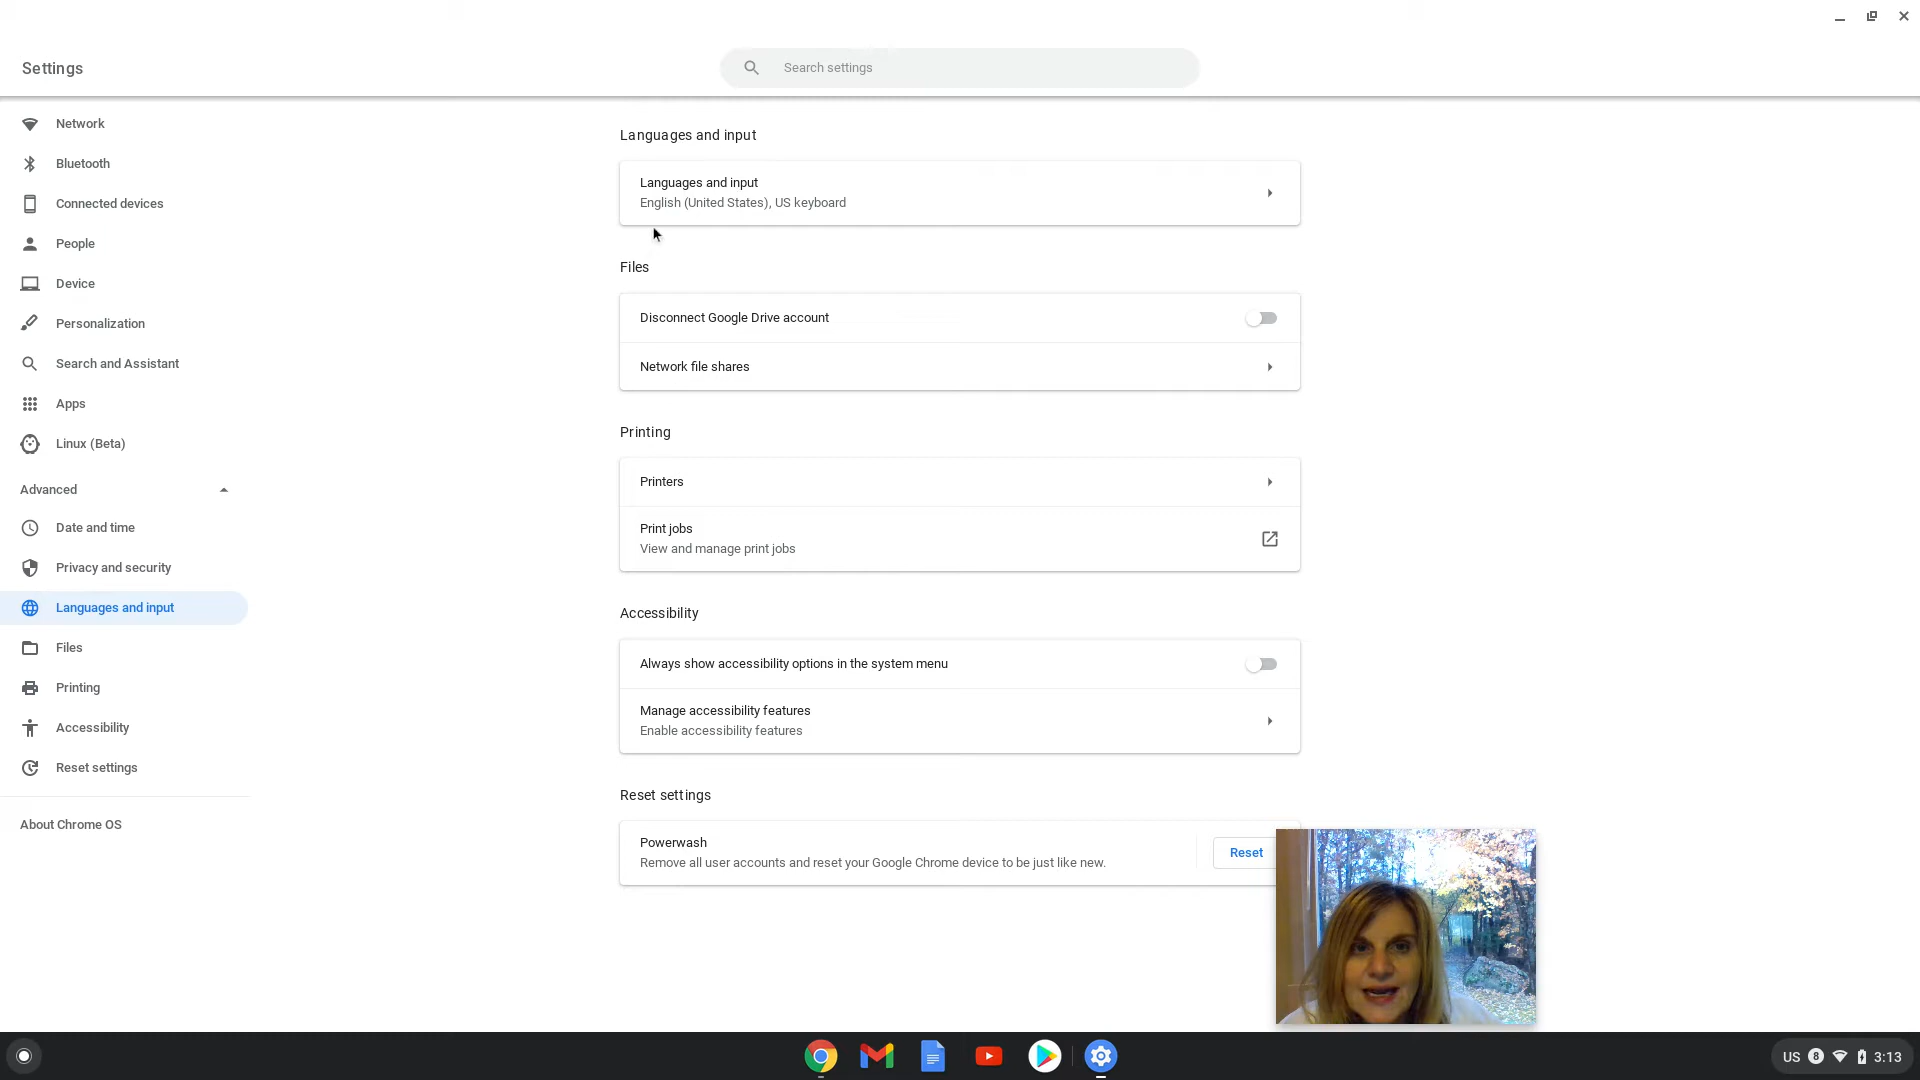 Settings
Search settings
Network
Bluetooth
Connected devices
People
Device
Personalization
Search and Assistant
Apps
Linux (Beta)
Advanced
Date and time
Privacy and security
Languages and input
Files
Printing
Accessibility
Reset settings
About Chrome OS
Languages and input
Languages and input
English (United States), US keyboard
Files
Disconnect Google Drive account
Network file shares
Printing
Printers
Print jobs
View and manage print jobs
Accessibility
Always show accessibility options in the system menu
Manage accessibility features
Enable accessibility features
Reset settings
Powerwash
Remove all user accounts and reset your Google Chrome device to be just like new.
Reset
US 8 3:13